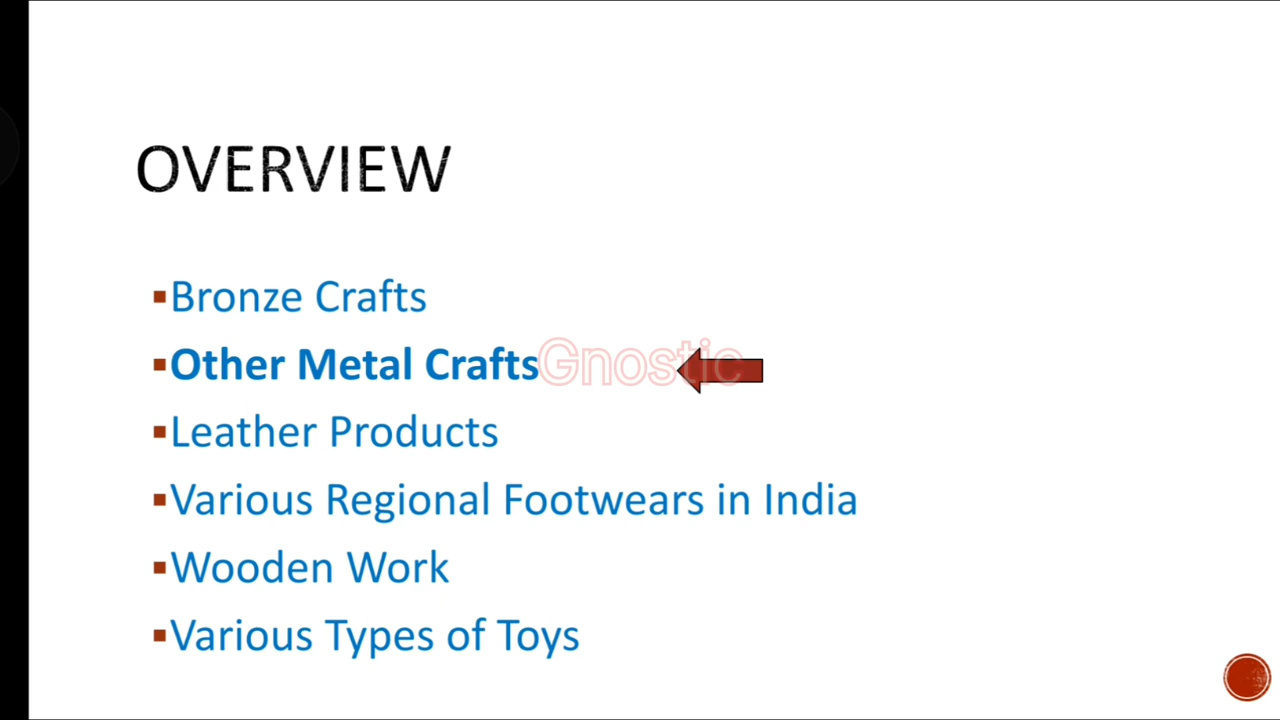 OVERVIEW
▪Bronze Crafts
▪Other Metal Crafts
Gnostic
▪Leather Products
▪Various Regional Footwears in India
▪Wooden Work
▪Various Types of Toys